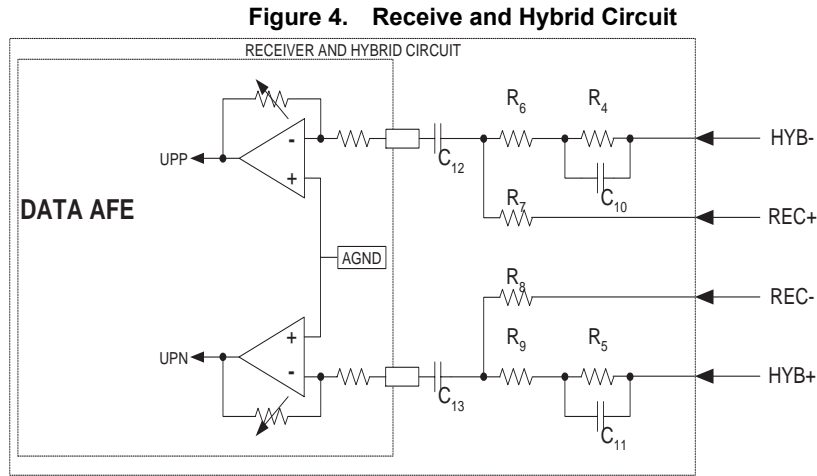 Figure 4. Receive and Hybrid Circuit
RECEIVER AND HYBRID CIRCUIT
R6 R4
- HYB-
UPP C12
+ C10
DATA AFE R7 REC+
AGND
R8 REC-
+ R9 R5
UPN
- HYB+
C13
C11